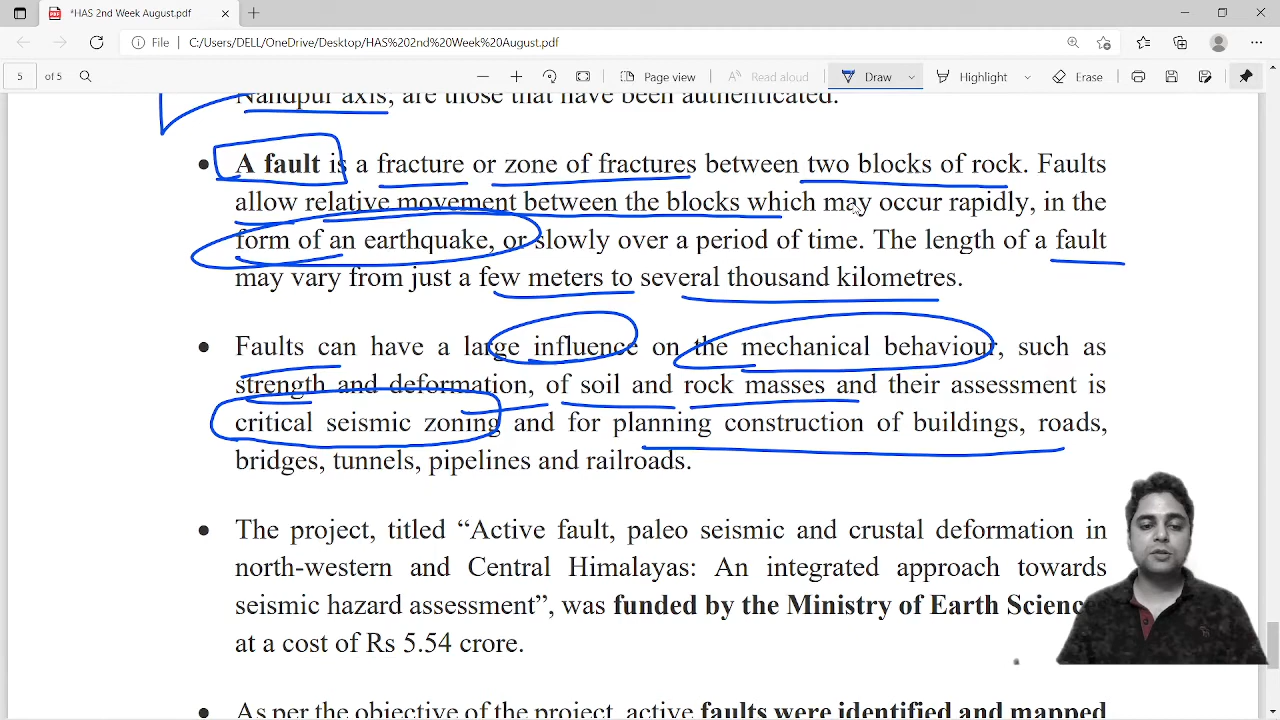 *HAS 2nd Week August.pdf
File C:/Users/DELL/OneDrive/Desktop/HAS%202nd%20Week%20August.pdf
5 of 5 Page view Read aloud Draw Highlight Erase
Nandpur axis, are those that have been authenticated.
• A fault is a fracture or zone of fractures between two blocks of rock. Faults
allow relative movement between the blocks which may occur rapidly, in the
form of an earthquake, or slowly over a period of time. The length of a fault
may vary from just a few meters to several thousand kilometres.
• Faults can have a large influence on the mechanical behaviour, such as
strength and deformation, of soil and rock masses and their assessment is
critical seismic zoning and for planning construction of buildings, roads,
bridges, tunnels, pipelines and railroads.
• The project, titled “Active fault, paleo seismic and crustal deformation in
north-western and Central Himalayas: An integrated approach towards
seismic hazard assessment”, was funded by the Ministry of Earth Sciences
at a cost of Rs 5.54 crore.
• As per the objective of the project, active faults were identified and mapped